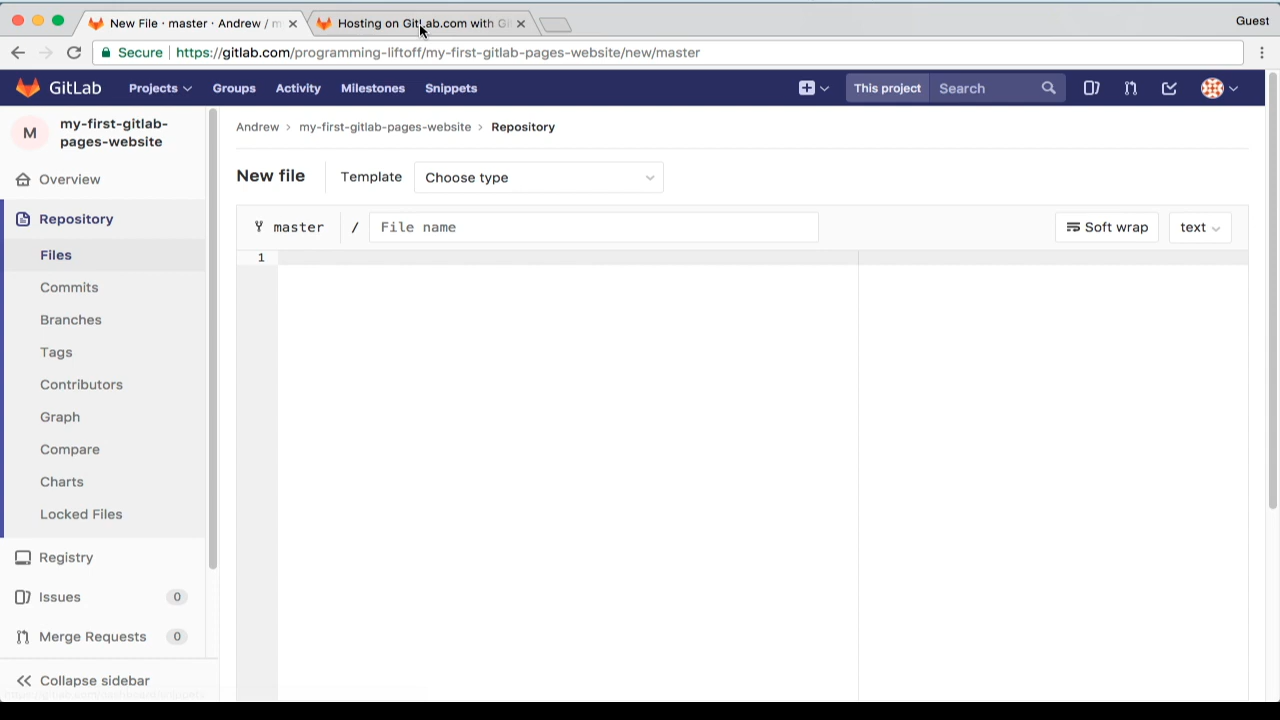 New File · master · Andrew / m
Hosting on GitLab.com with Git
Guest
Secure
https://gitlab.com/programming-liftoff/my-first-gitlab-pages-website/new/master
GitLab
Projects
Groups
Activity
Milestones
Snippets
This project
Search
M
my-first-gitlab-
pages-website
Andrew > my-first-gitlab-pages-website > Repository
New file
Template
Choose type
master
/
File name
Soft wrap
text
1
Overview
Repository
Files
Commits
Branches
Tags
Contributors
Graph
Compare
Charts
Locked Files
Registry
Issues
0
Merge Requests
0
Collapse sidebar